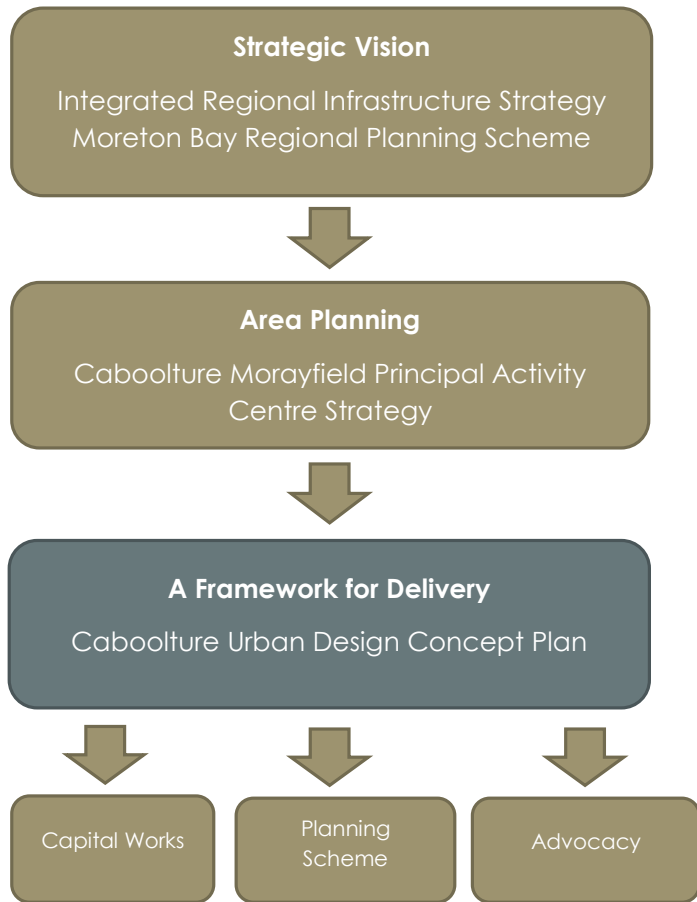 Strategic Vision
Integrated Regional Infrastructure Strategy
Moreton Bay Regional Planning Scheme
Area Planning
Caboolture Morayfield Principal Activity
Centre Strategy
A Framework for Delivery
Caboolture Urban Design Concept Plan
Capital Works
Planning
Scheme
Advocacy